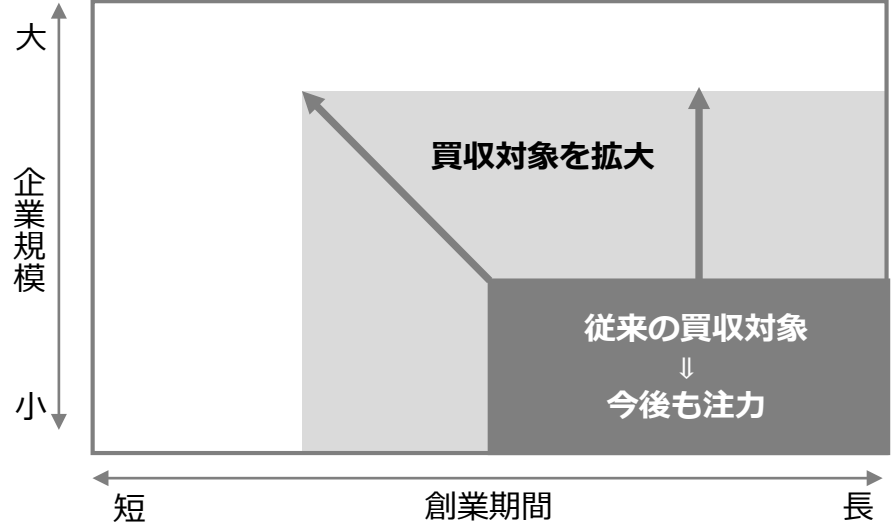 大
企業規模
小
買収対象を拡大
従来の買収対象
⇓
今後も注力
短
創業期間
長